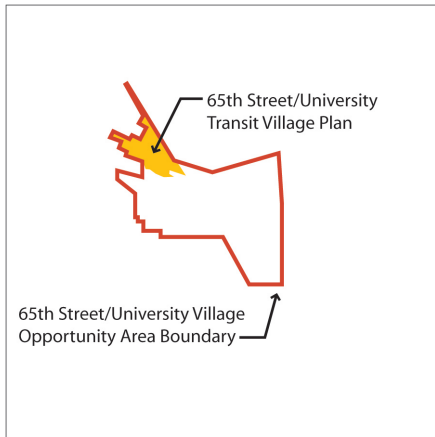 65th Street/University
Transit Village Plan
65th Street/University Village
Opportunity Area Boundary